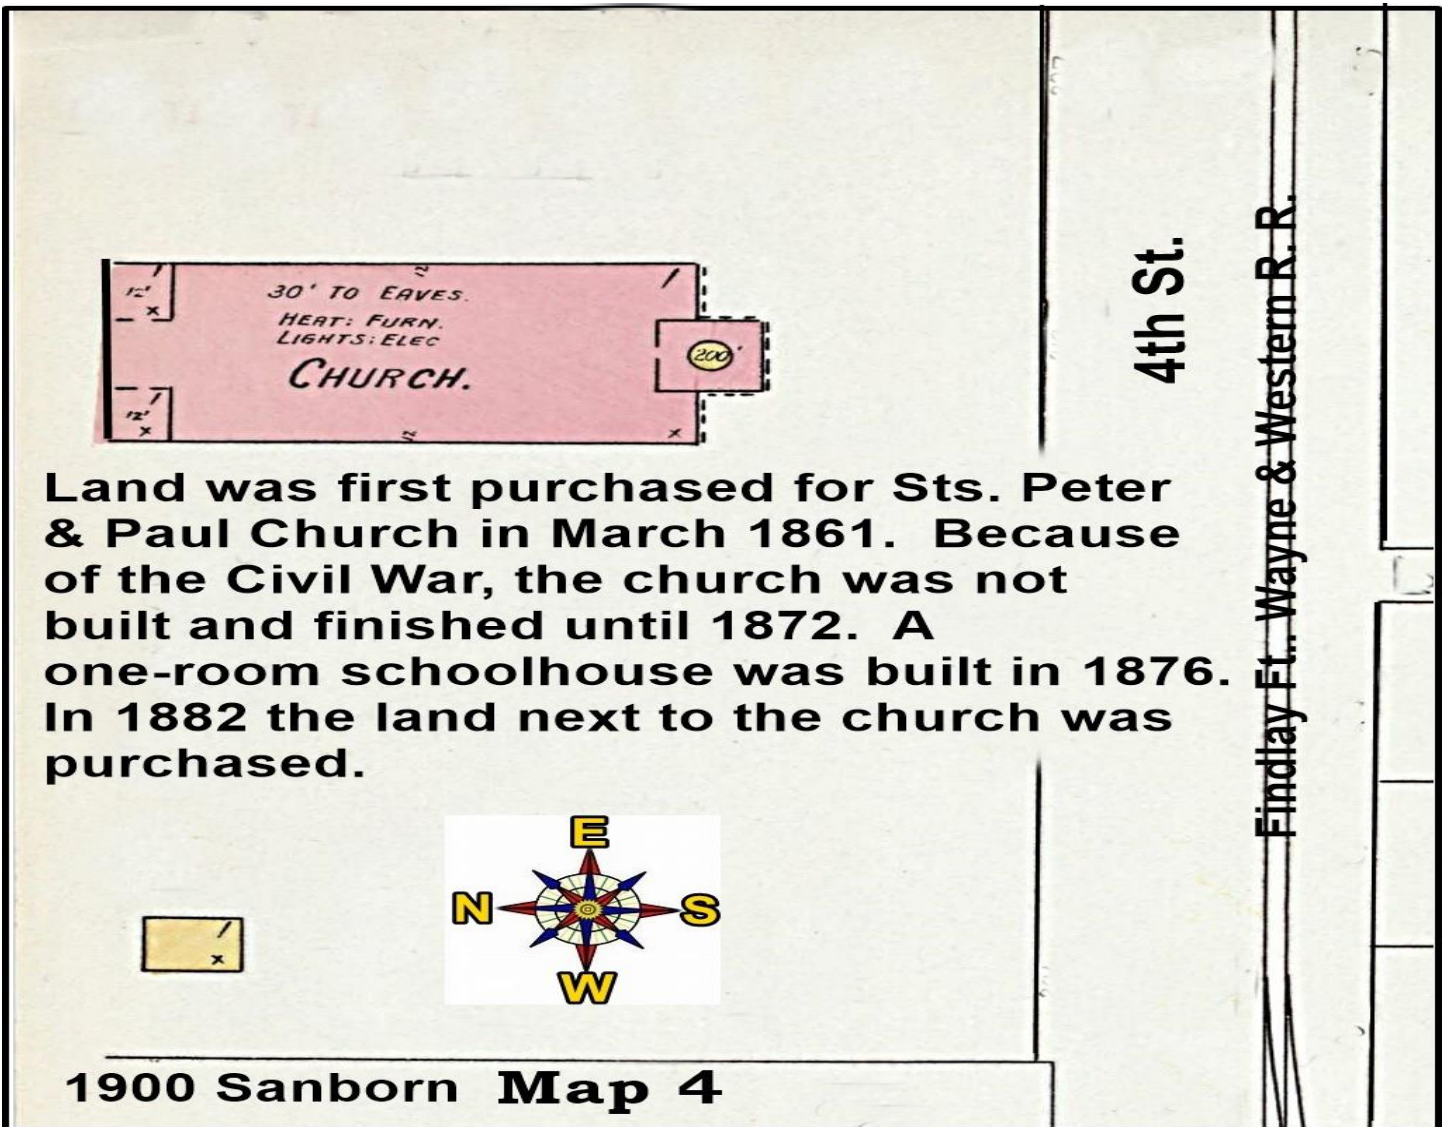 12'
x
30' TO EAVES.
HEAT: FURN.
LIGHTS: ELEC
CHURCH.
12'
x
200'
x
4th St.
Findlay Ft.. Wayne & Western R. R.
Land was first purchased for Sts. Peter
& Paul Church in March 1861. Because
of the Civil War, the church was not
built and finished until 1872. A
one-room schoolhouse was built in 1876.
In 1882 the land next to the church was
purchased.
E
N S
W
x
1900 Sanborn Map 4